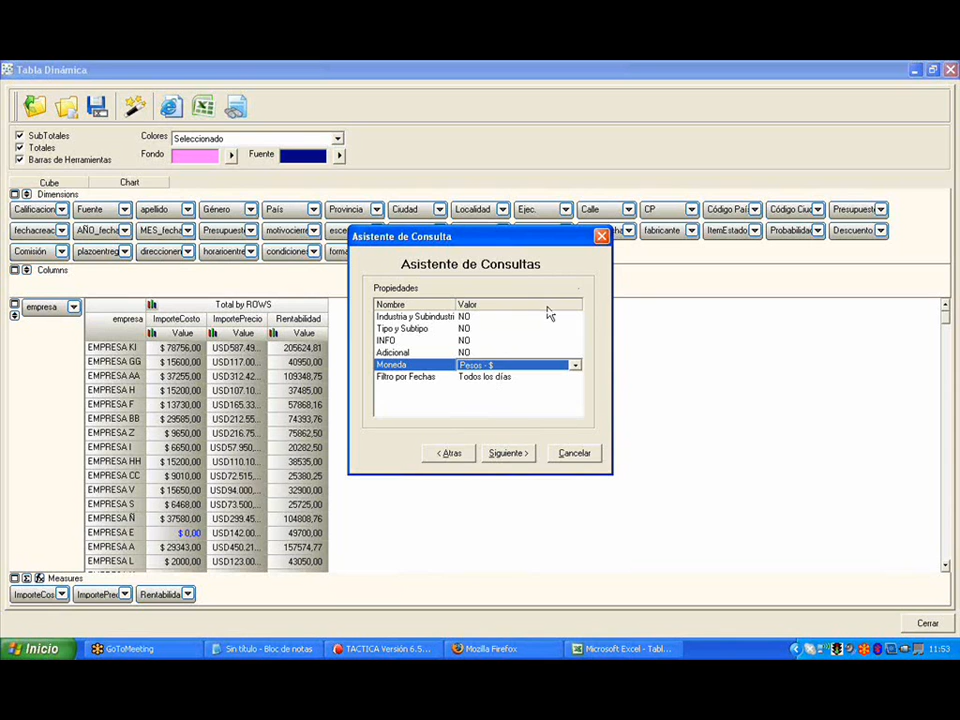 Tabla Dinámica
SubTotales
Totales
Barras de Herramientas
Colores
Seleccionado
Fondo
Fuente
Cube
Chart
Dimensions
Calificacion Fuente apellido Género País Provincia Ciudad Localidad Ejec. Calle CP Código País Código Ciuc Presupuest
fechacreac AÑO_fecha MES_fecha Presupuest motivocierre esce fabricante ItemEstado Probabilidad Descuento
Comisión plazoentreg direccionen horarioentre condicione form
Columns
Asistente de Consulta
Asistente de Consultas
Propiedades
Nombre Valor
Industria y Subindustri NO
Tipo y Subtipo NO
INFO NO
Adicional NO
Moneda Pesos - $
Filtro por Fechas Todos los días
< Atras
Siguiente >
Cancelar
empresa
Total by ROWS
empresa ImporteCosto ImportePrecio Rentabilidad
Value Value Value
EMPRESA KI $ 78756,00 USD587.49... 205624,81
EMPRESA GG $ 15600,00 USD117.00... 40950,00
EMPRESA AA $ 37255,00 USD312.42... 109348,75
EMPRESA H $ 15200,00 USD107.10... 37485,00
EMPRESA F $ 13730,00 USD165.33... 57868,16
EMPRESA BB $ 29585,00 USD212.55... 74393,76
EMPRESA Z $ 9650,00 USD216.75... 75862,50
EMPRESA I $ 6650,00 USD57.950,... 20282,50
EMPRESA HH $ 15200,00 USD110.10... 38535,00
EMPRESA CC $ 9010,00 USD72.515,... 25380,25
EMPRESA V $ 15650,00 USD94.000,... 32900,00
EMPRESA S $ 6468,00 USD73.500,... 25725,00
EMPRESA Ñ $ 37580,00 USD299.45... 104808,76
EMPRESA E $ 0,00 USD142.00... 49700,00
EMPRESA A $ 29343,00 USD450.21... 157574,77
EMPRESA L $ 2000,00 USD123.00... 43050,00
Measures
ImporteCos ImportePrec Rentabilida
Cerrar
Inicio
GoToMeeting
Sin título - Bloc de notas
TACTICA Versión 6.5...
Mozilla Firefox
Microsoft Excel - Tabl...
11:53